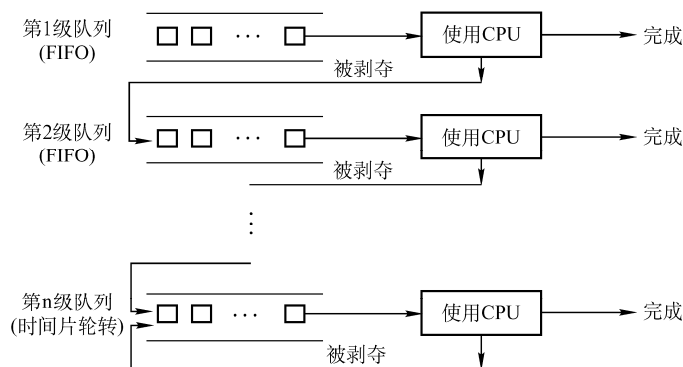 第1级队列
(FIFO)
··· 
使用CPU
完成
被剥夺
第2级队列
(FIFO)
···
使用CPU
完成
被剥夺
⋮
第n级队列
(时间片轮转)
···
使用CPU
完成
被剥夺